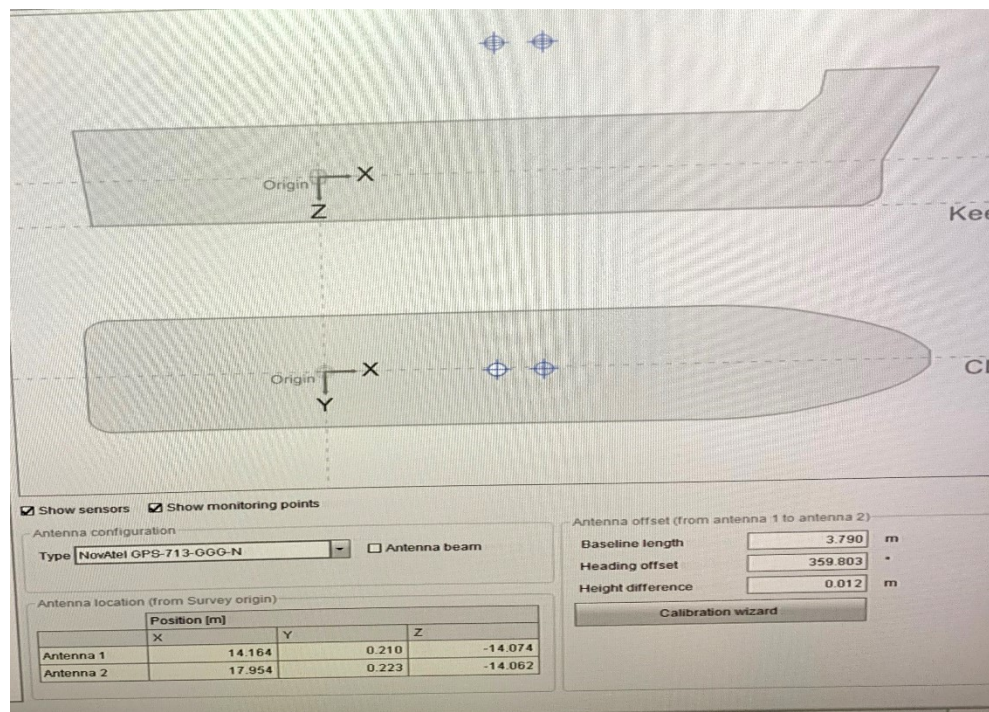 Origin X
Z
Origin X
Y
Show sensors Show monitoring points
Antenna configuration
Type NovAtel GPS-713-GGG-N Antenna beam
Antenna location (from Survey origin)
Position [m]
X Y Z
Antenna 1 14.164 0.210 -14.074
Antenna 2 17.954 0.223 -14.062
Antenna offset (from antenna 1 to antenna 2)
Baseline length 3.790 m
Heading offset 359.803 °
Height difference 0.012 m
Calibration wizard